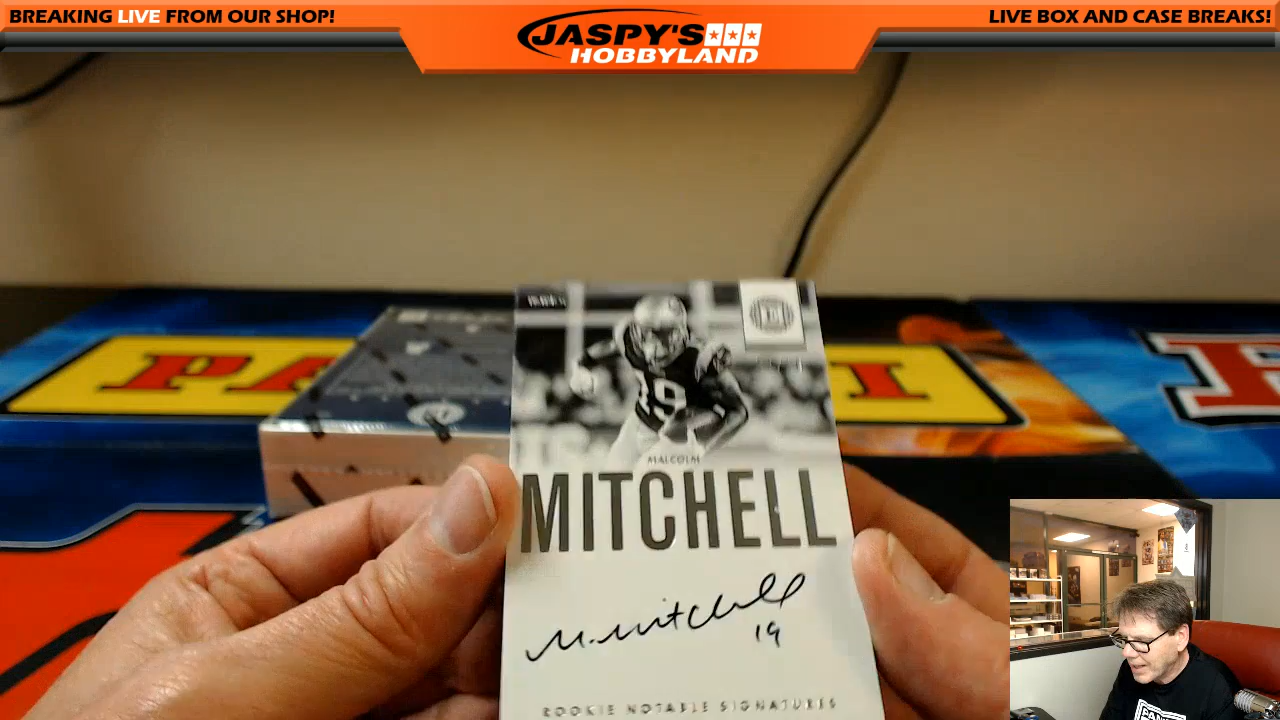 BREAKING LIVE FROM OUR SHOP!
JASPY'S
HOBBYLAND
LIVE BOX AND CASE BREAKS!
19
MALCOLM
MITCHELL
M. Mitchell
19
ROOKIE NOTABLE SIGNATURES